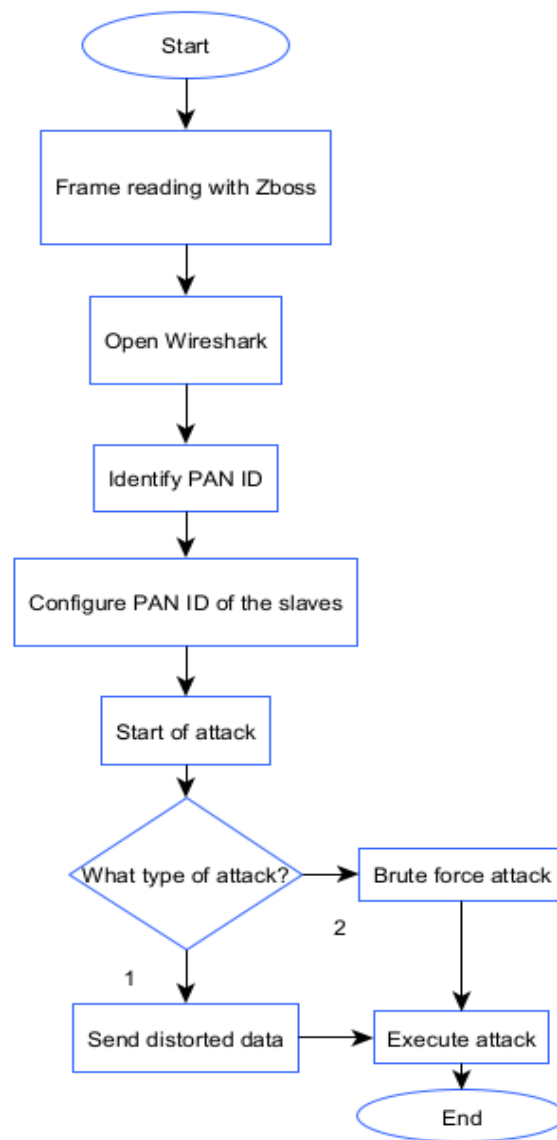 Start
Frame reading with Zboss
Open Wireshark
Identify PAN ID
Configure PAN ID of the slaves
Start of attack
What type of attack?
Brute force attack
2
1
Send distorted data
Execute attack
End